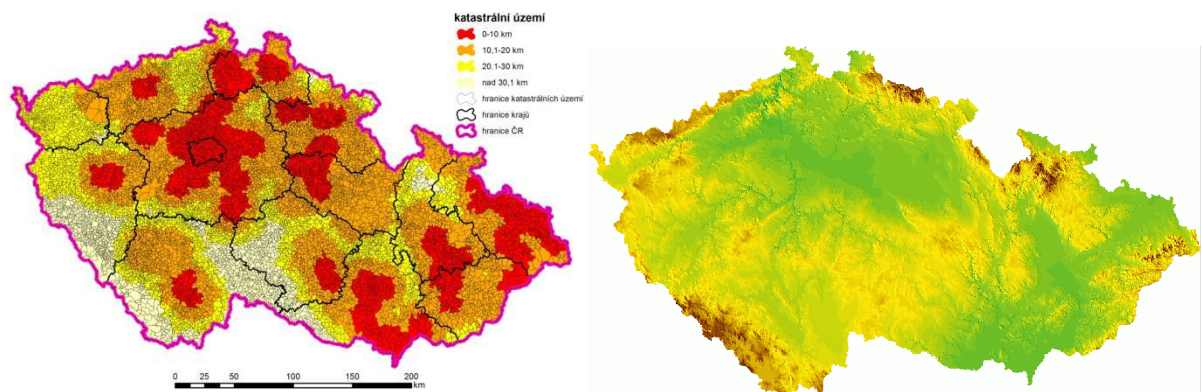 katastrální území
0-10 km
10,1-20 km
20.1-30 km
nad 30,1 km
hranice katastrálních území
hranice krajů
hranice ČR
0 25 50 100 150 200
km